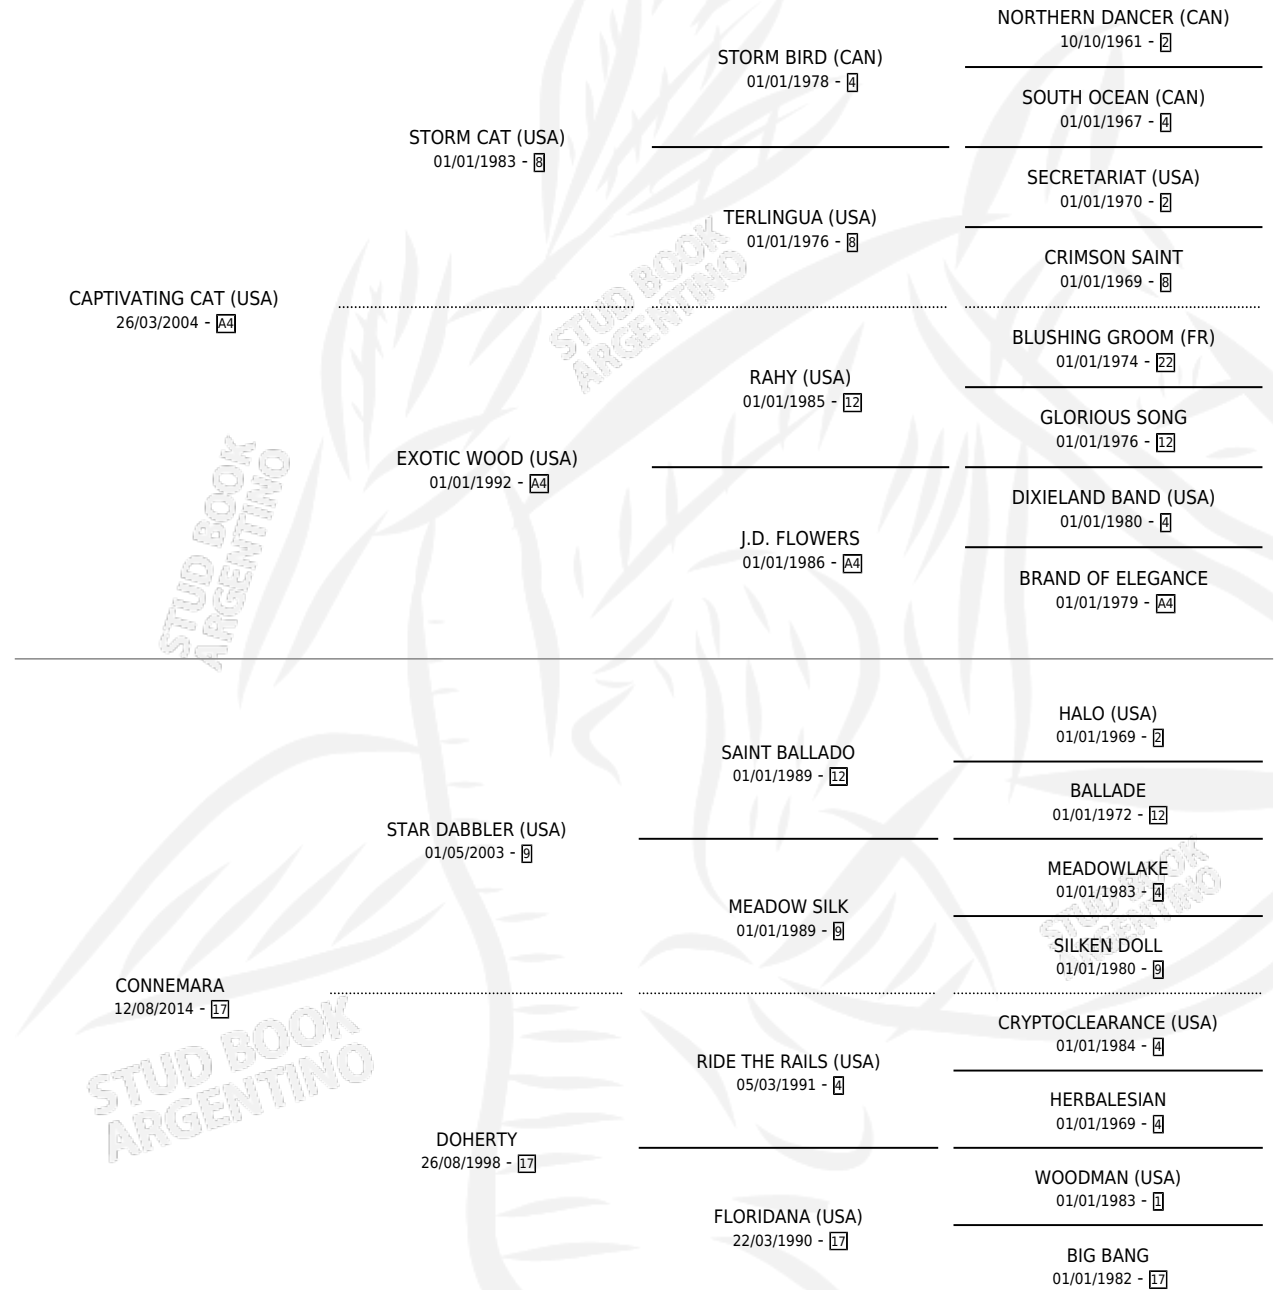 NORTHERN DANCER (CAN)
10/10/1961 - 2
STORM BIRD (CAN)
01/01/1978 - 4
SOUTH OCEAN (CAN)
01/01/1967 - 4
STORM CAT (USA)
01/01/1983 - 8
SECRETARIAT (USA)
01/01/1970 - 2
TERLINGUA (USA)
01/01/1976 - 8
CRIMSON SAINT
01/01/1969 - 8
CAPTIVATING CAT (USA)
26/03/2004 - A4
BLUSHING GROOM (FR)
01/01/1974 - 22
RAHY (USA)
01/01/1985 - 12
GLORIOUS SONG
01/01/1976 - 12
EXOTIC WOOD (USA)
01/01/1992 - A4
DIXIELAND BAND (USA)
01/01/1980 - 4
J.D. FLOWERS
01/01/1986 - A4
BRAND OF ELEGANCE
01/01/1979 - A4
STUD BOOK
ARGENTINO
STUD BOOK
ARGENTINO
HALO (USA)
01/01/1969 - 2
SAINT BALLADO
01/01/1989 - 12
BALLADE
01/01/1972 - 12
STAR DABBLER (USA)
01/05/2003 - 9
MEADOWLAKE
01/01/1983 - 4
MEADOW SILK
01/01/1989 - 9
SILKEN DOLL
01/01/1980 - 9
CONNEMARA
12/08/2014 - 17
CRYPTOCLEARANCE (USA)
01/01/1984 - 4
RIDE THE RAILS (USA)
05/03/1991 - 4
HERBALESIAN
01/01/1969 - 4
DOHERTY
26/08/1998 - 17
WOODMAN (USA)
01/01/1983 - 1
FLORIDANA (USA)
22/03/1990 - 17
BIG BANG
01/01/1982 - 17
STUD BOOK
ARGENTINO
STUD BOOK
ARGENTINO